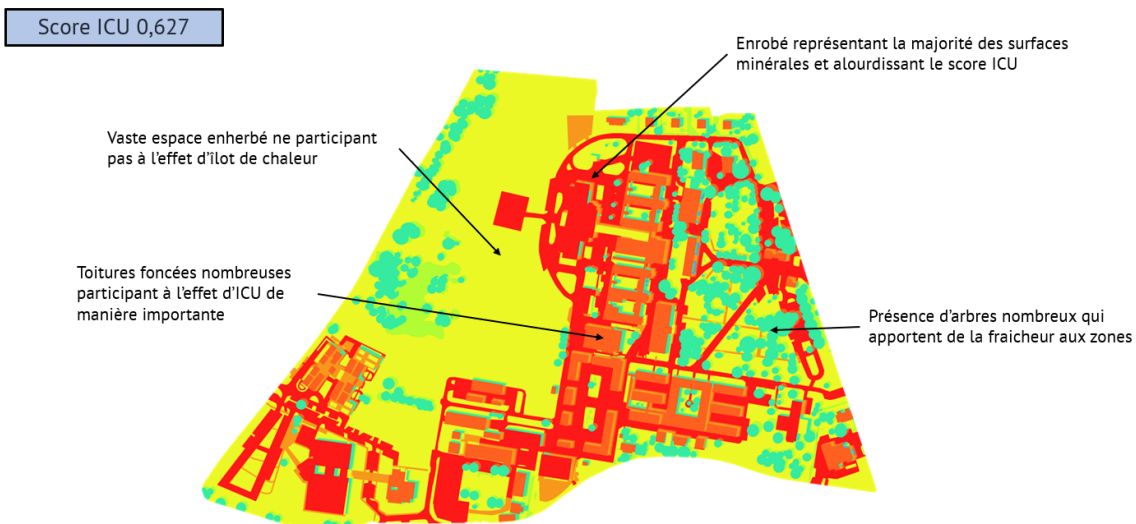 Score ICU 0,627
Enrobé représentant la majorité des surfaces
minérales et alourdissant le score ICU
Vaste espace enherbé ne participant
pas à l'effet d'îlot de chaleur
Toitures foncées nombreuses
participant à l'effet d'ICU de
manière importante
Présence d'arbres nombreux qui
apportent de la fraicheur aux zones